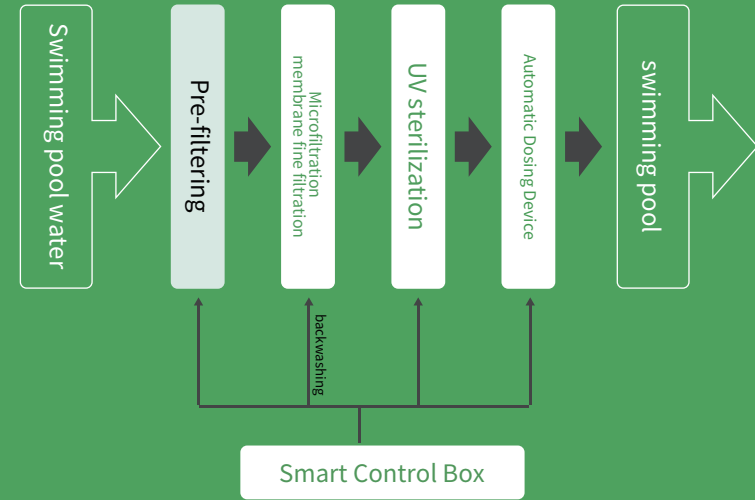 Swimming pool water
Pre-filtering
Microfiltration
membrane fine filtration
UV sterilization
Automatic Dosing Device
swimming pool
backwashing
Smart Control Box